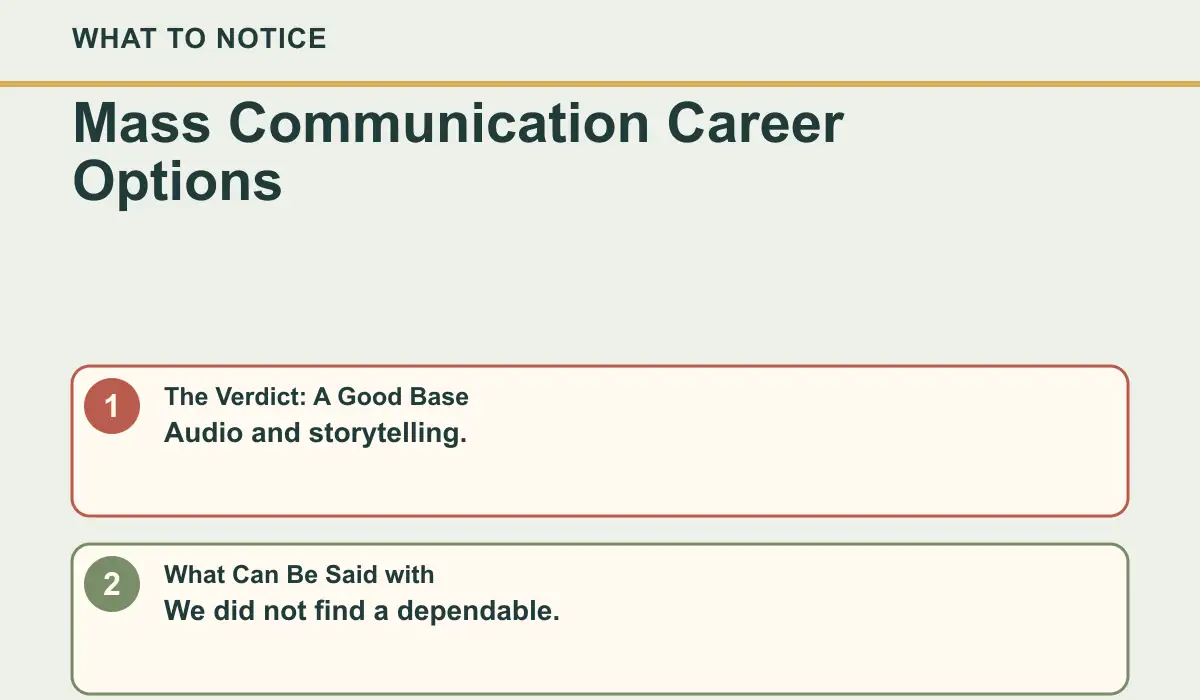 WHAT TO NOTICE
Mass Communication Career
Options
1
The Verdict: A Good Base
Audio and storytelling.
2
What Can Be Said with
We did not find a dependable.